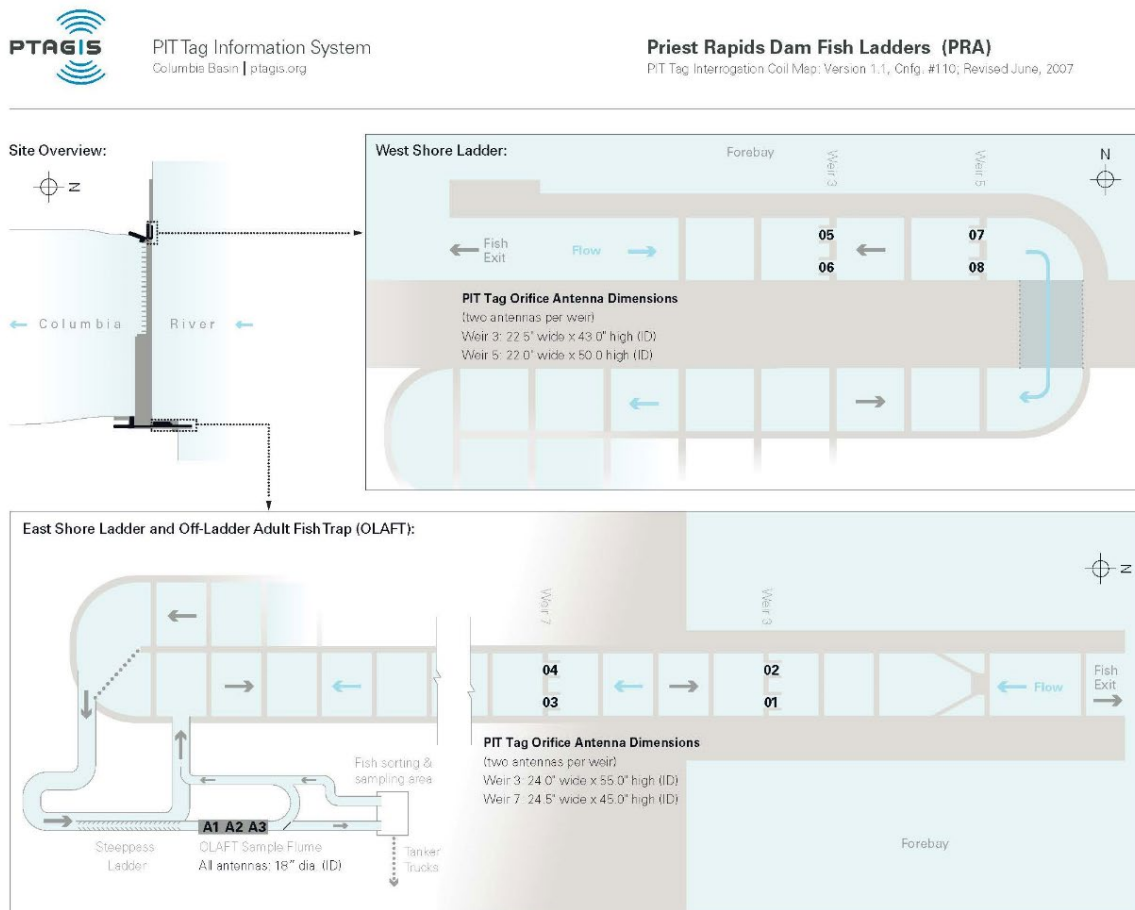 PTAGIS
PIT Tag Information System
Columbia Basin | ptagis.org
Priest Rapids Dam Fish Ladders (PRA)
PIT Tag Interrogation Coil Map: Version 1.1, Cnfg. #110; Revised June, 2007
Site Overview:
N
Columbia River
West Shore Ladder:
Forebay
Weir 3
Weir 5
N
Fish
Exit
Flow
05
06
07
08
PIT Tag Orifice Antenna Dimensions
(two antennas per weir)
Weir 3: 22.5" wide x 43.0" high (ID)
Weir 5: 22.0" wide x 50.0 high (ID)
East Shore Ladder and Off-Ladder Adult Fish Trap (OLAFT):
N
Weir 7
Weir 3
04
03
02
01
Flow
Fish
Exit
PIT Tag Orifice Antenna Dimensions
(two antennas per weir)
Weir 3: 24.0" wide x 55.0" high (ID)
Weir 7: 24.5" wide x 45.0" high (ID)
Fish sorting &
sampling area
A1 A2 A3
Steeppass
Ladder
OLAFT Sample Flume
All antennas: 18" dia. (ID)
Tanker
Trucks
Forebay